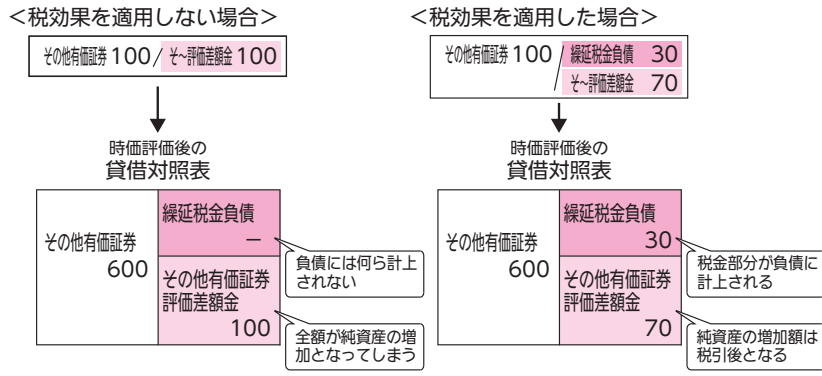 ＜税効果を適用しない場合＞
その他有価証券 100 / そ〜評価差額金 100
時価評価後の
貸借対照表
その他有価証券
600
繰延税金負債
－
その他有価証券
評価差額金
100
負債には何ら計上
されない
全額が純資産の増
加となってしまう
＜税効果を適用した場合＞
その他有価証券 100 / 繰延税金負債 30
そ〜評価差額金 70
時価評価後の
貸借対照表
その他有価証券
600
繰延税金負債
30
その他有価証券
評価差額金
70
税金部分が負債に
計上される
純資産の増加額は
税引後となる